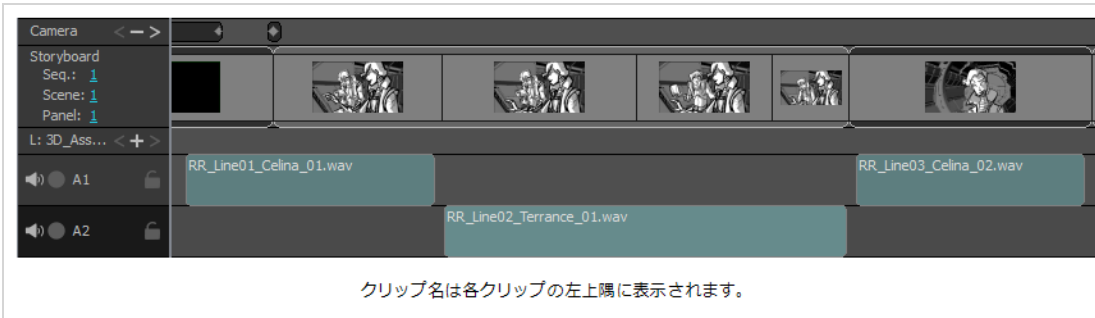 Camera
Storyboard
Seq.: 1
Scene: 1
Panel: 1
L: 3D_Ass...
A1
RR_Line01_Celina_01.wav
RR_Line03_Celina_02.wav
A2
RR_Line02_Terrance_01.wav
クリップ名は各クリップの左上隅に表示されます。